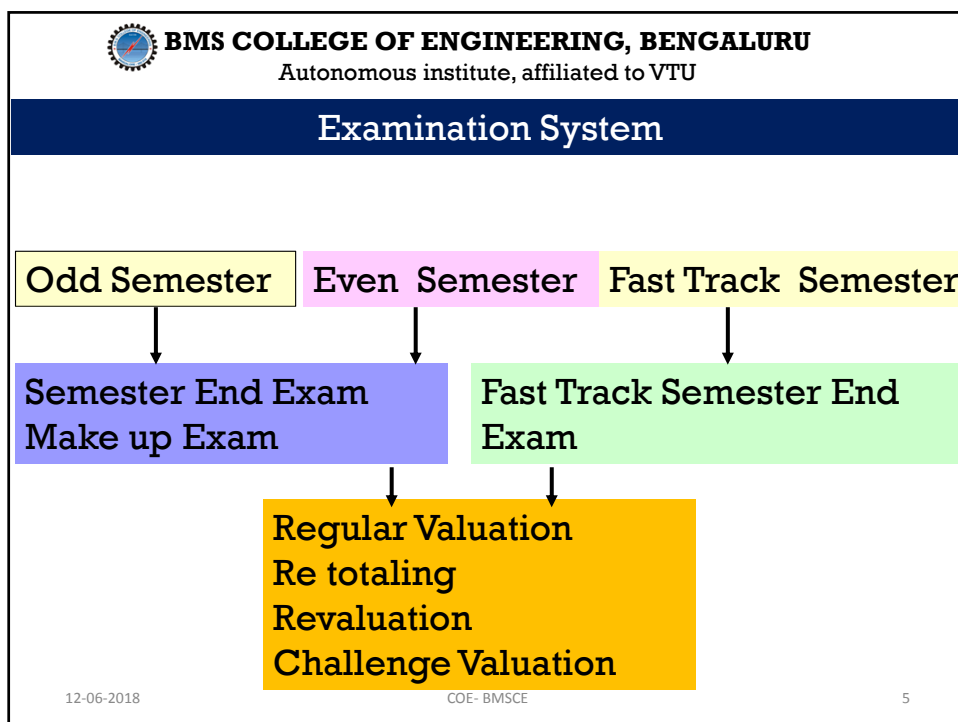 BMS COLLEGE OF ENGINEERING, BENGALURU
Autonomous institute, affiliated to VTU
Examination System
Odd Semester
Even Semester
Fast Track Semester
Semester End Exam
Make up Exam
Fast Track Semester End
Exam
Regular Valuation
Re totaling
Revaluation
Challenge Valuation
12-06-2018
COE- BMSCE
5